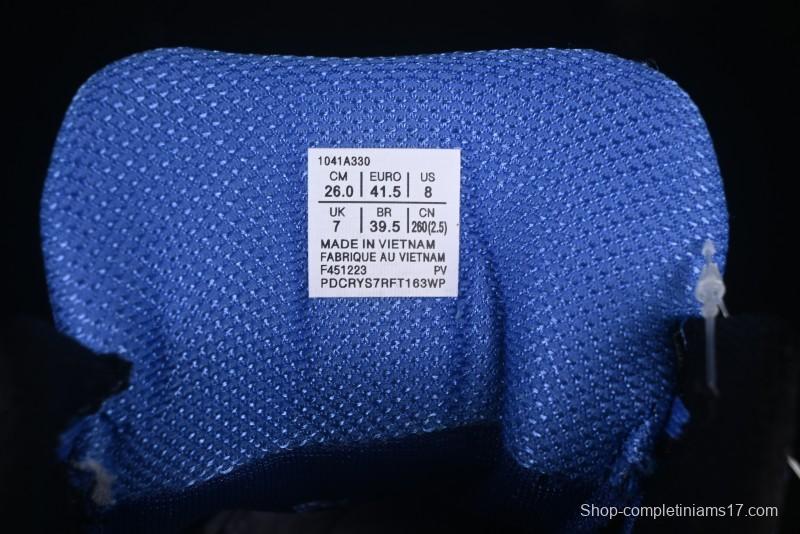 1041A330
CM EURO US
26.0 41.5 8
UK BR CN
7 39.5 260(2.5)
MADE IN VIETNAM
FABRIQUE AU VIETNAM
F451223 PV
PDCRYS7RFT163WP
Shop-completiniams17.com